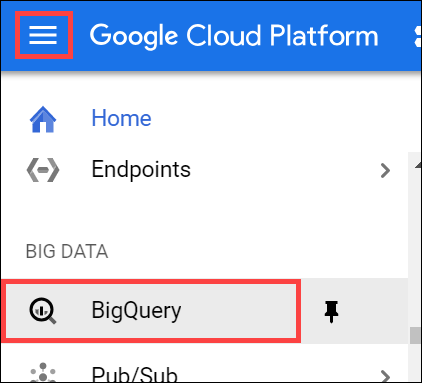 Google Cloud Platform
Home
Endpoints
BIG DATA
BigQuery
Pub/Sub